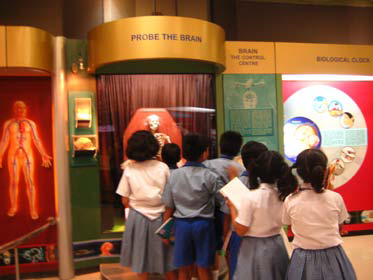 PROBE THE BRAIN
BRAIN
THE CONTROL
CENTRE
BIOLOGICAL CLOCK